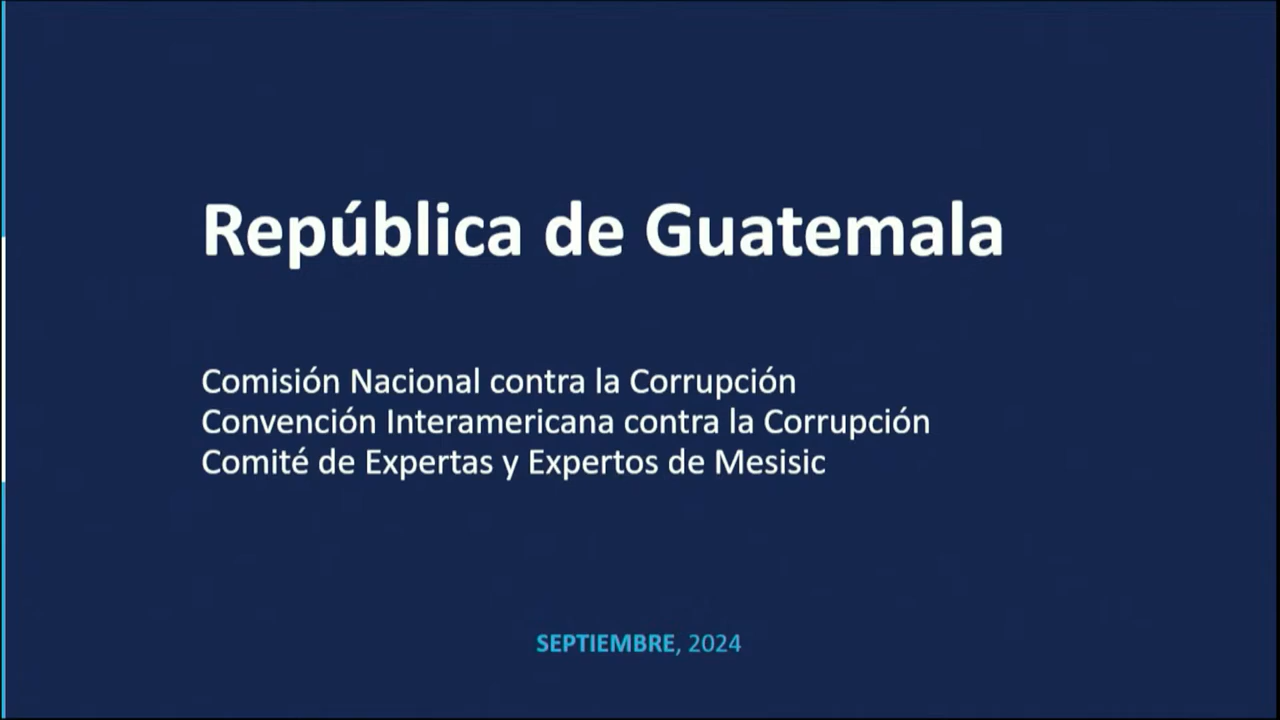 República de Guatemala
Comisión Nacional contra la Corrupción
Convención Interamericana contra la Corrupción
Comité de Expertas y Expertos de Mesisic
SEPTIEMBRE, 2024